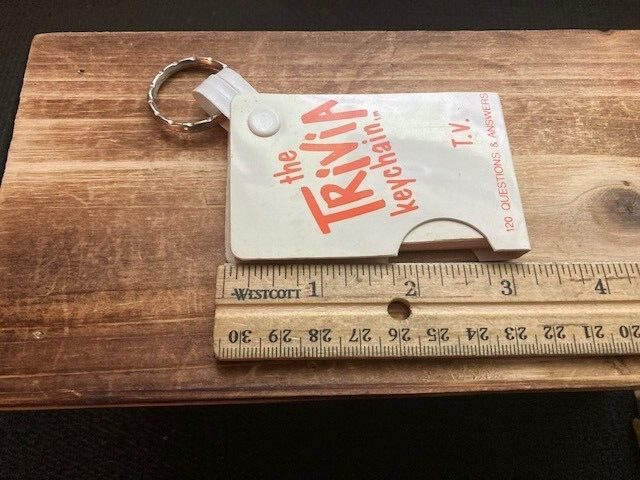 the
TRiViA
keychain™
T.V.
120 QUESTIONS & ANSWERS
WESTCOTT 1 2 3 4
30 29 28 27 26 25 24 23 22 21 20